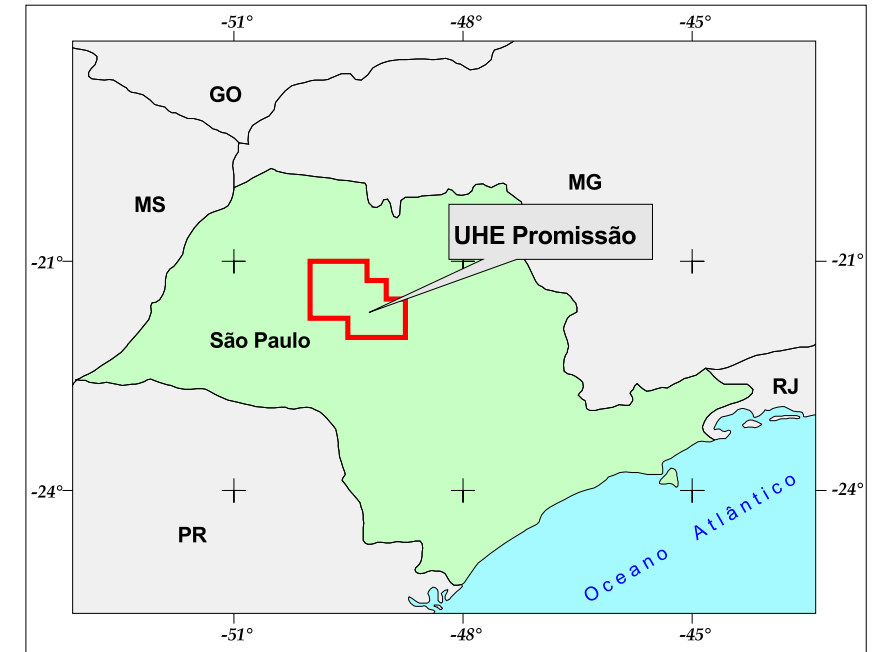 -51° -48° -45°
GO
MG
MS
UHE Promissão
-21° -21°
São Paulo
RJ
-24° -24°
Oceano Atlântico
PR
-51° -48° -45°